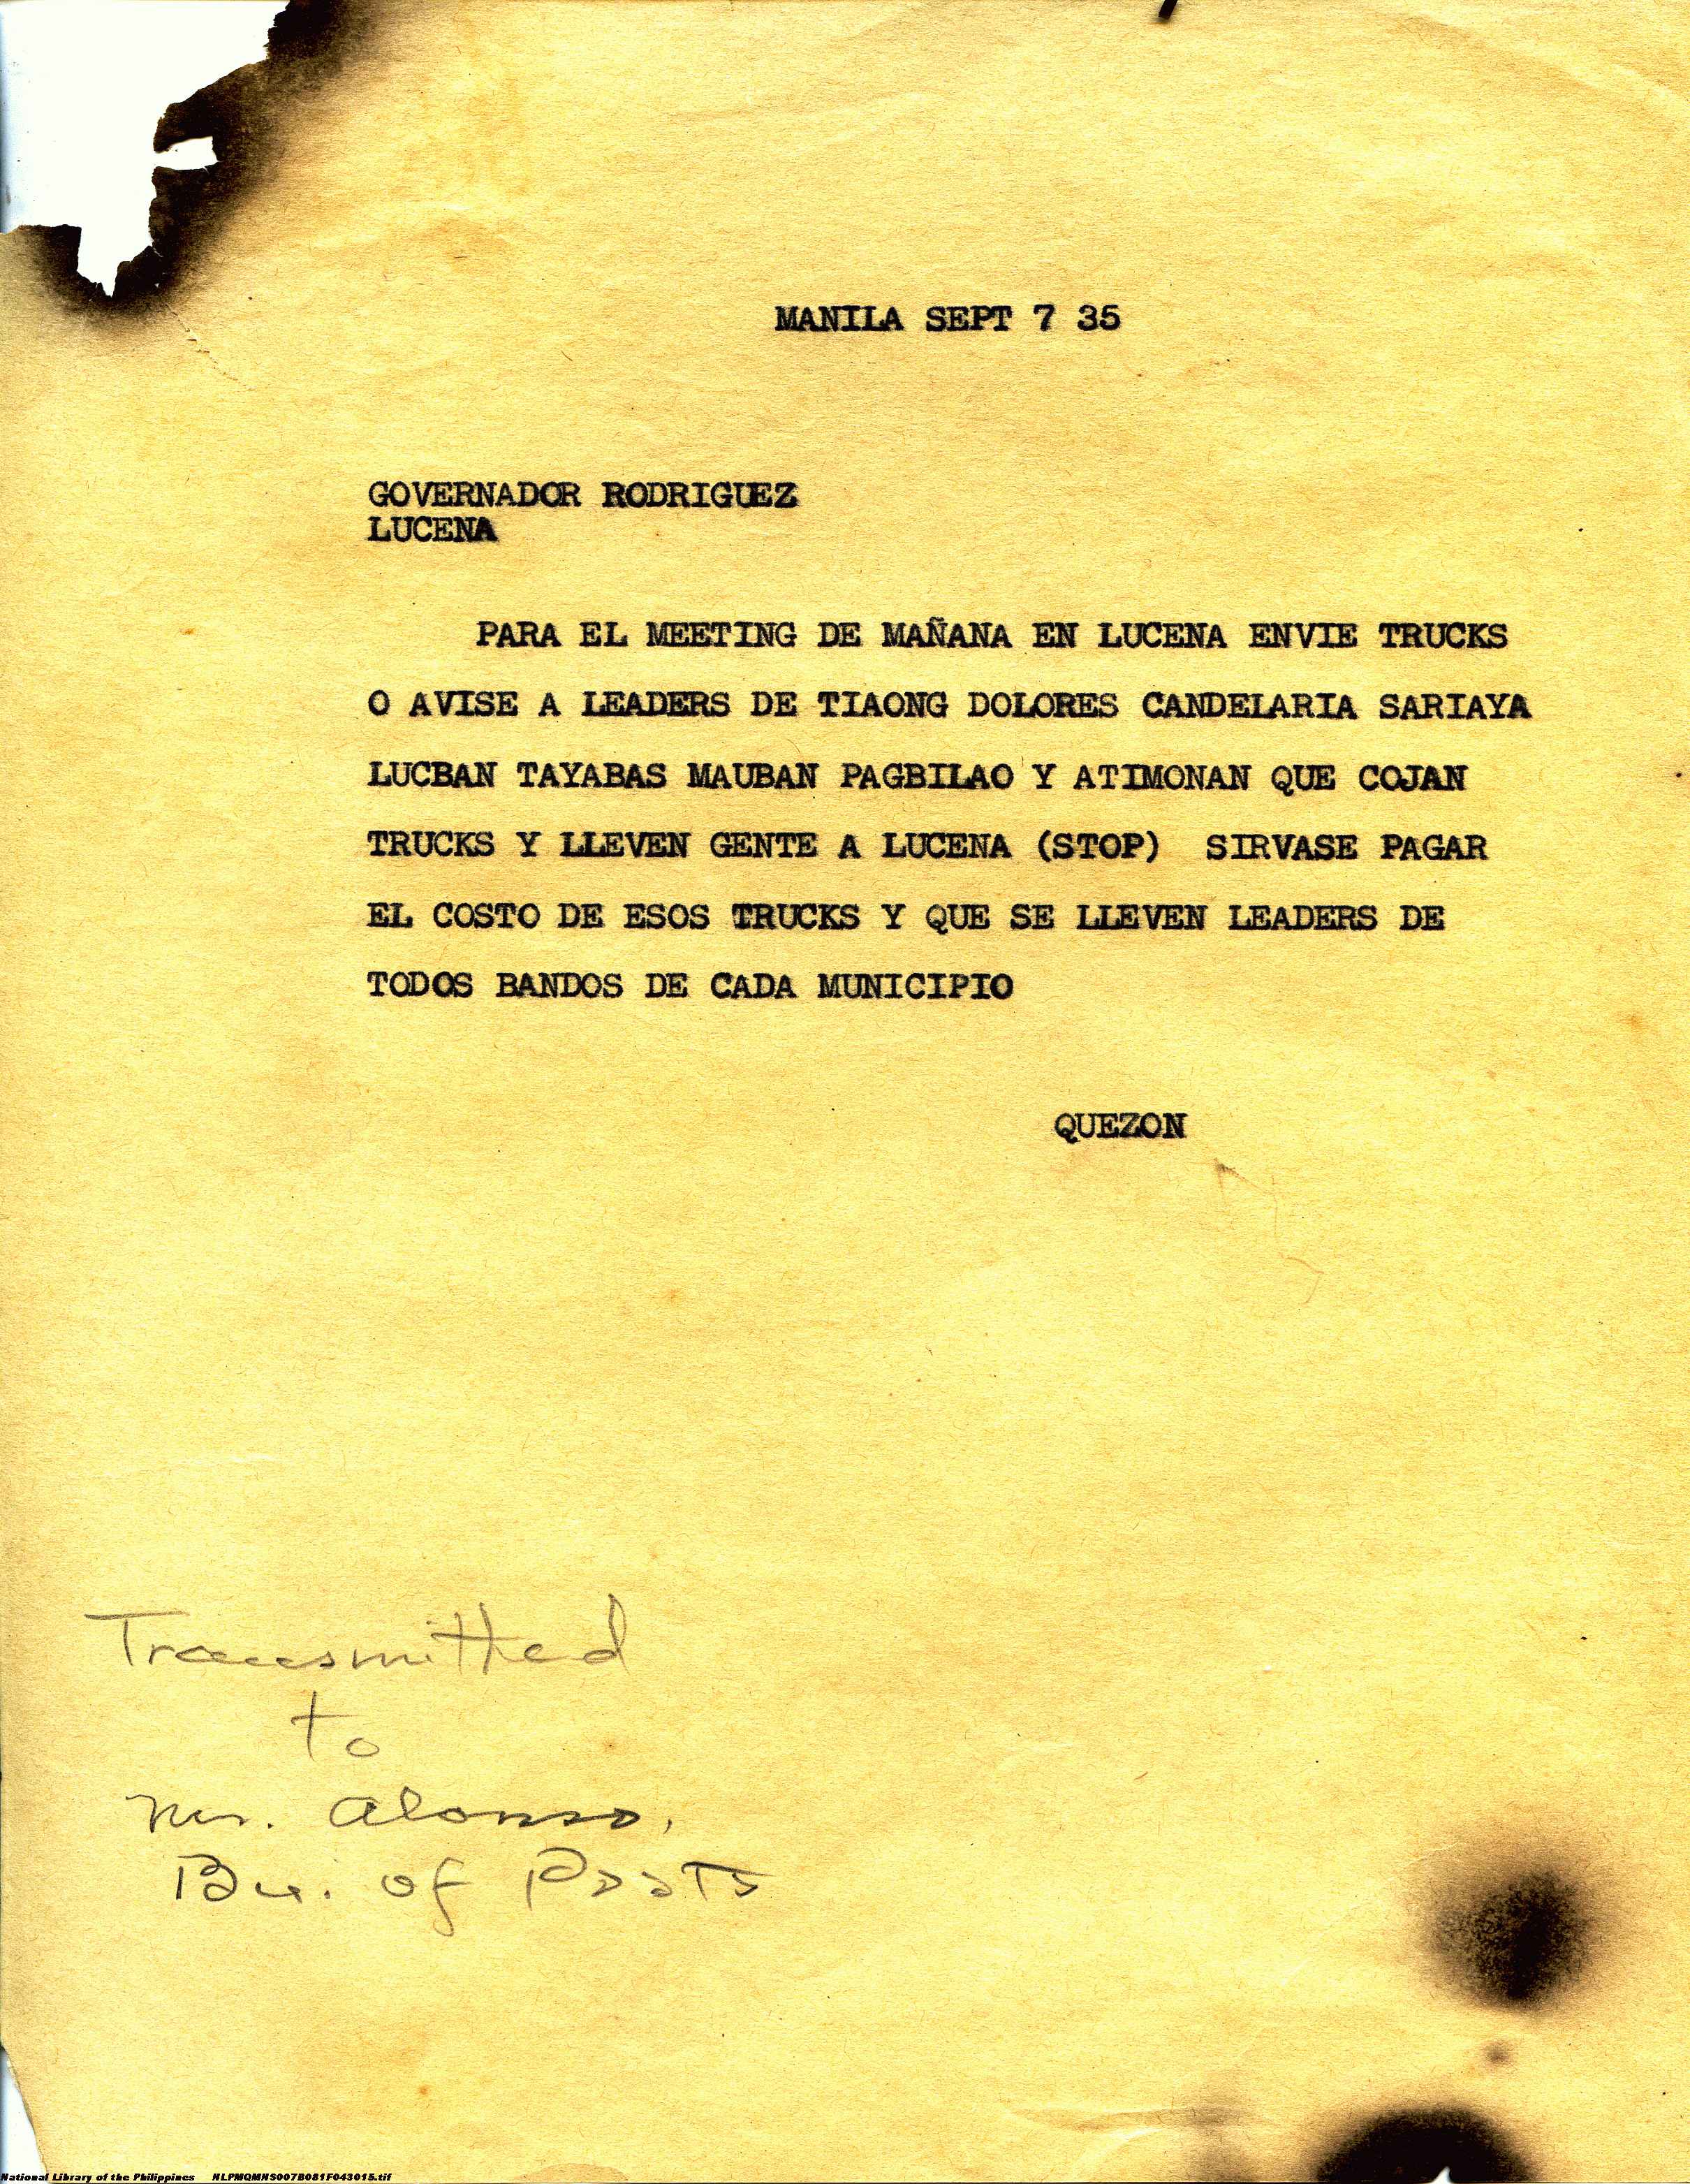 MANILA SEPT 7 35
GOVERNADOR RODRIGUEZ
LUCENA
PARA EL MEETING DE MAÑANA EN LUCENA ENVIE TRUCKS
O AVISE A LEADERS DE TIAONG DOLORES CANDELARIA SARIAYA
LUCBAN TAYABAS MAUBAN PAGBILAO Y ATIMONAN QUE COJAN
TRUCKS Y LLEVEN GENTE A LUCENA (STOP) SIRVASE PAGAR
EL COSTO DE ESOS TRUCKS Y QUE SE LLEVEN LEADERS DE
TODOS BANDOS DE CADA MUNICIPIO
QUEZON
Transmitted
to
Mr. Alonso,
Bu. of Posts
National Library of the Philippines NLPMQMNS007B081F043015.tif